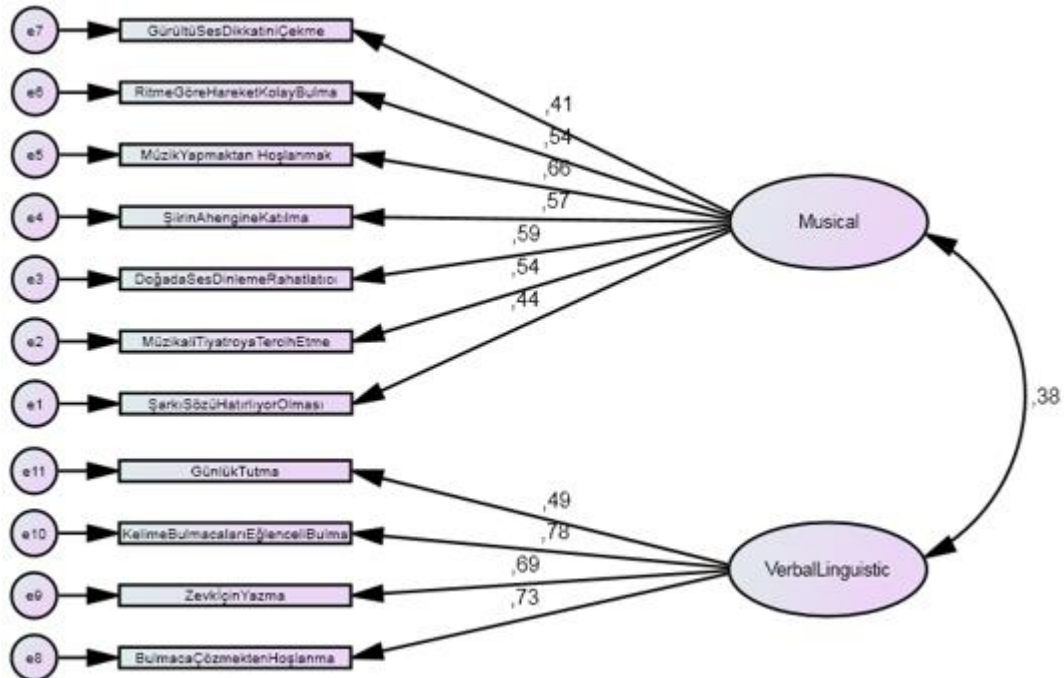 e7 GürültüSesDikkatiniÇekme
,41
e6 RitmeGöreHareketKolayBulma
,54
e5 MüzikYapmaktan Hoşlanmak
,66
e4 ŞiirinAhengineKatılma
,57
Musical
e3 DoğadaSesDinlemeRahatlatıcı
,59
e2 MüzikaliTiyatroyaTercihEtme
,54
e1 ŞarkıSözüHatırlıyorOlması
,44
,38
e11 GünlükTutma
,49
e10 KelimeBulmacalarıEğlenceliBulma
,78
VerbalLinguistic
e9 ZevkİçinYazma
,69
e8 BulmacaÇözmektenHoşlanma
,73